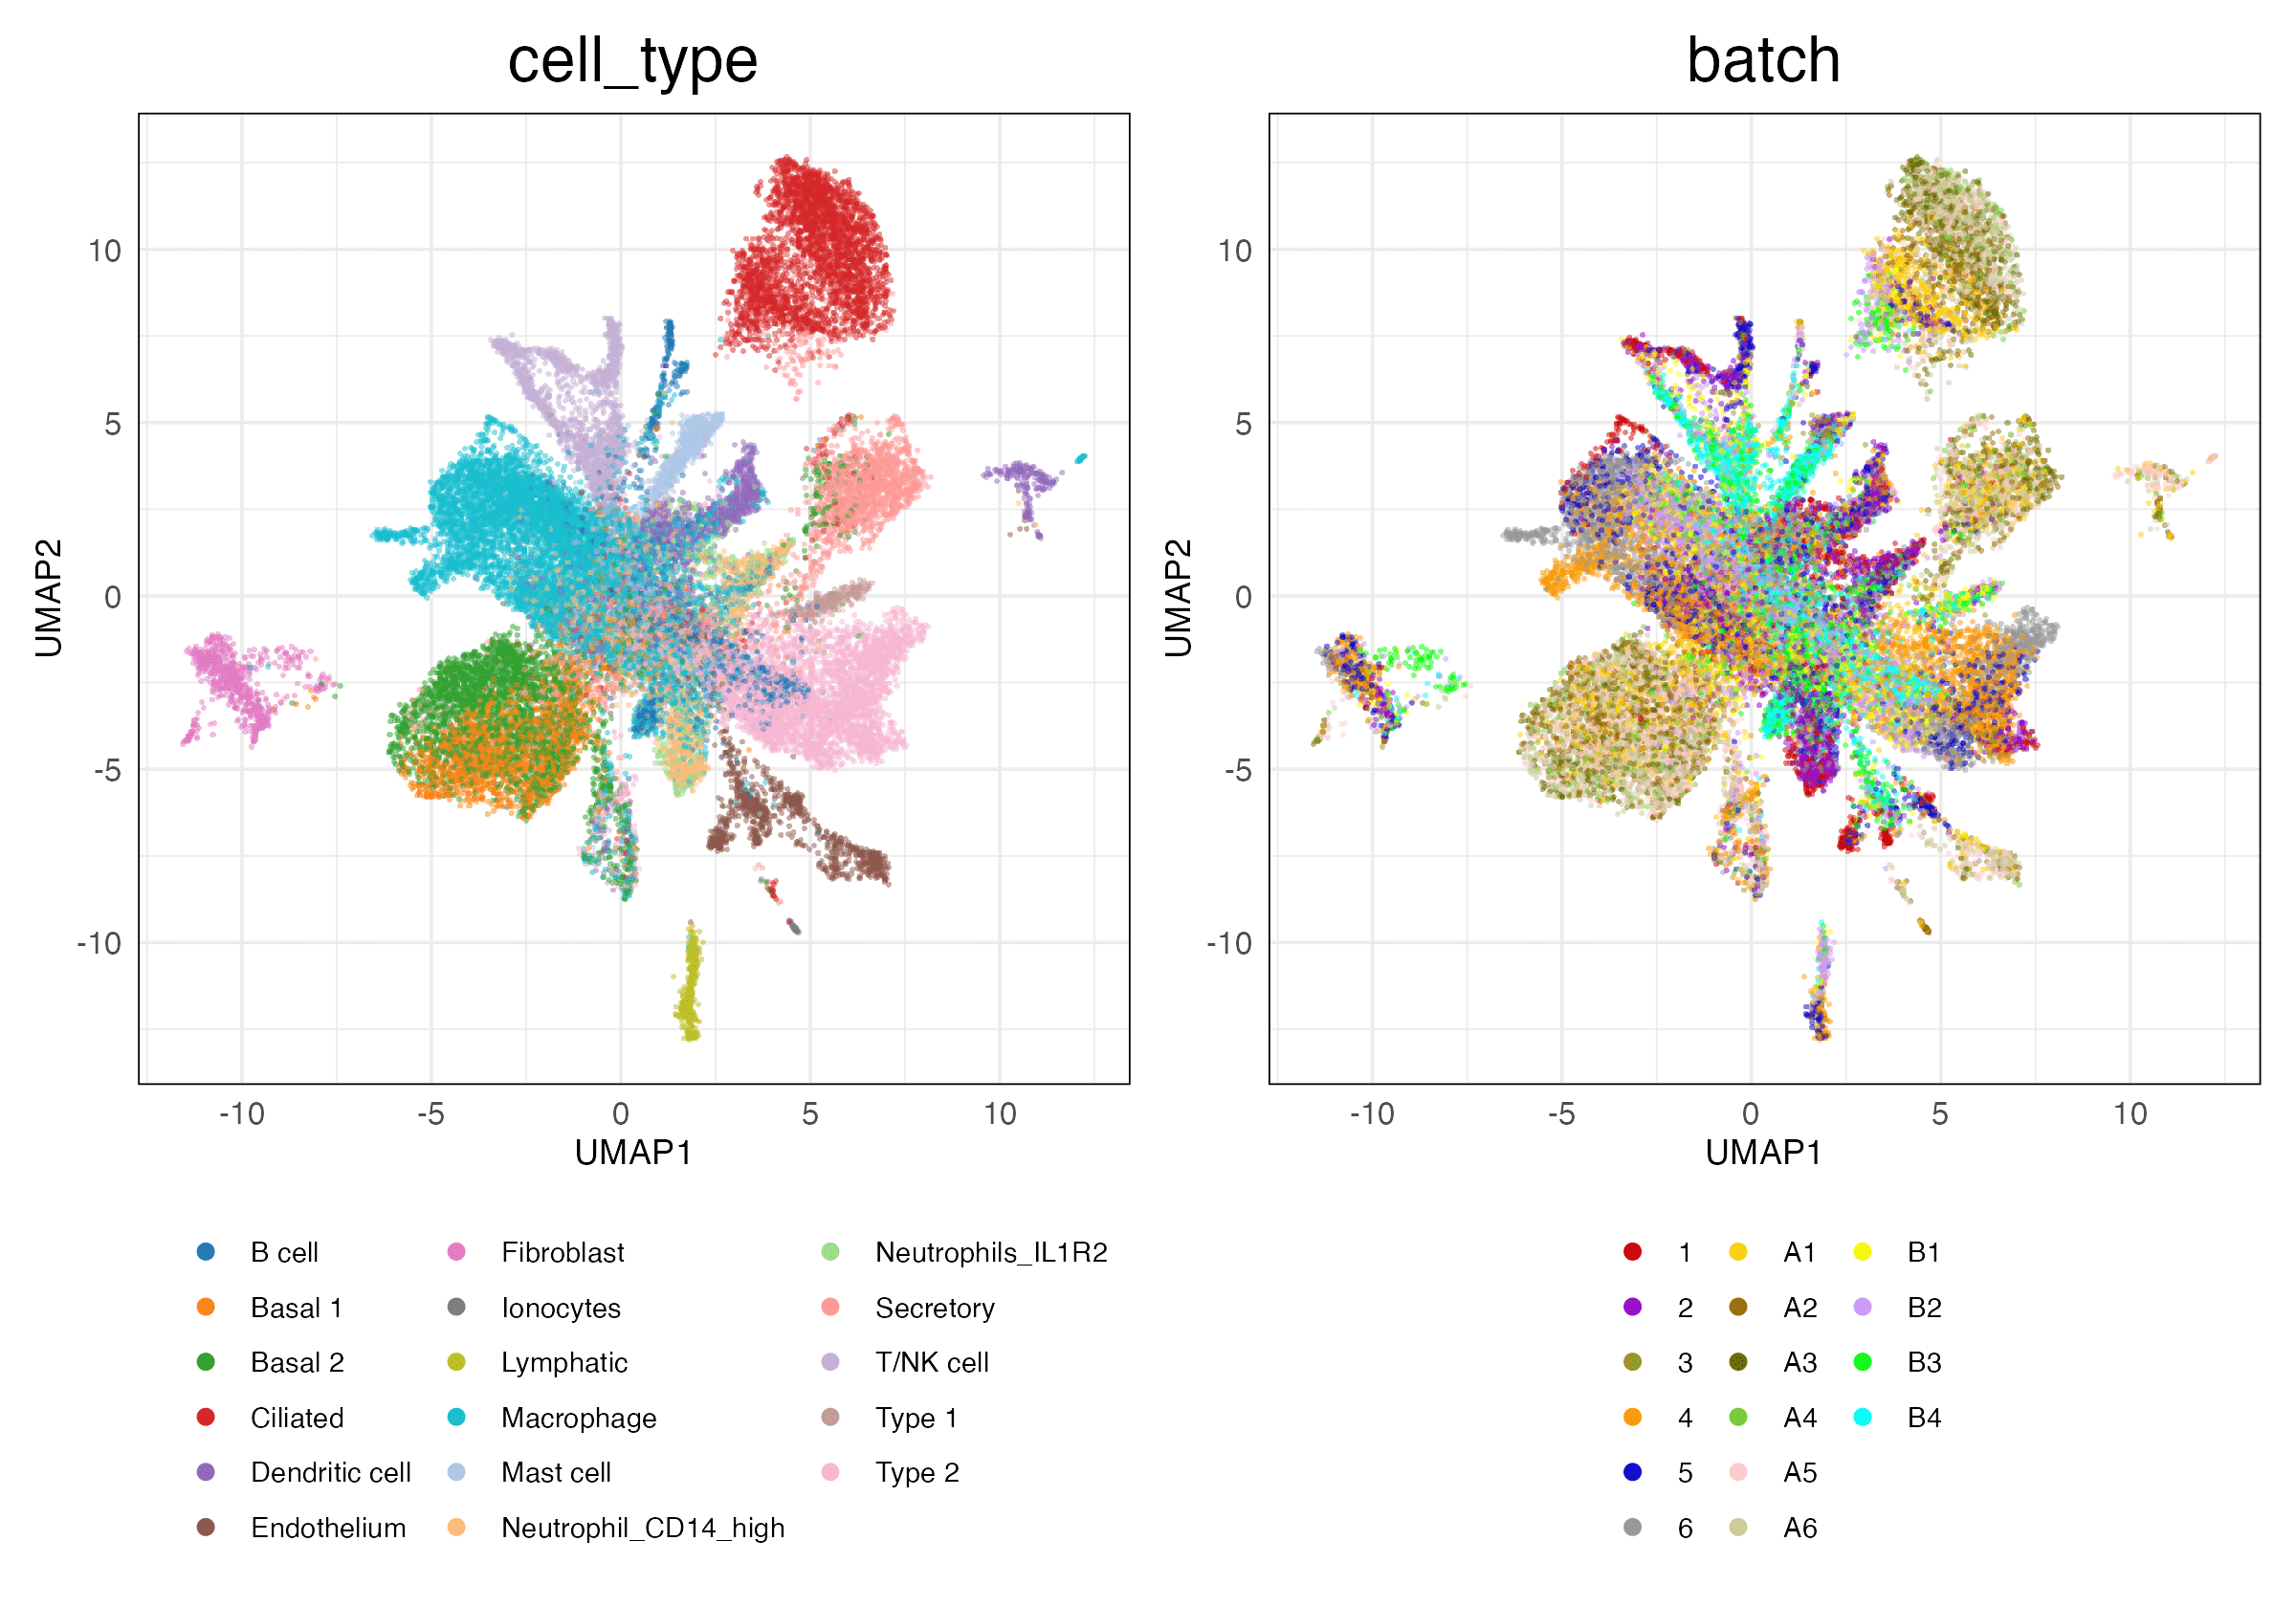 cell_type
batch
10
5
0
-5
-10
UMAP2
-10
-5
0
5
10
UMAP1
10
5
0
-5
-10
UMAP2
-10
-5
0
5
10
UMAP1
B cell
Basal 1
Basal 2
Ciliated
Dendritic cell
Endothelium
Fibroblast
Ionocytes
Lymphatic
Macrophage
Mast cell
Neutrophil_CD14_high
Neutrophils_IL1R2
Secretory
T/NK cell
Type 1
Type 2
1
2
3
4
5
6
A1
A2
A3
A4
A5
A6
B1
B2
B3
B4